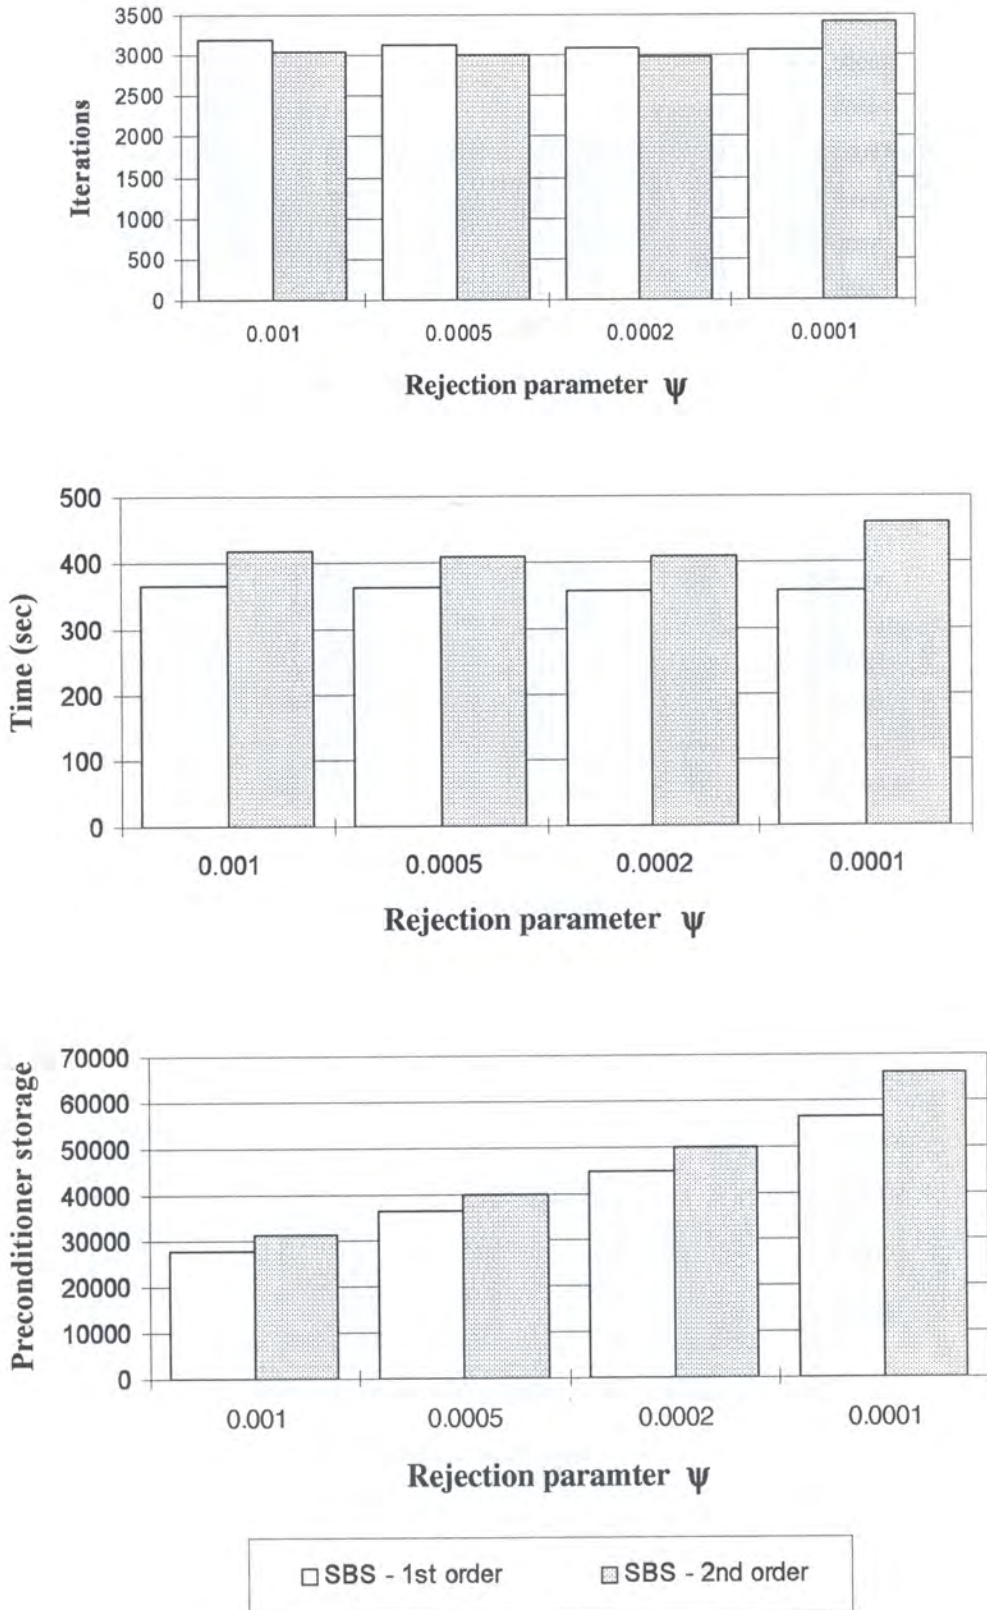 3500
3000
2500
2000
1500
1000
500
0
Iterations
0.001 0.0005 0.0002 0.0001
Rejection parameter ψ
500
400
300
200
100
0
Time (sec)
0.001 0.0005 0.0002 0.0001
Rejection parameter ψ
70000
60000
50000
40000
30000
20000
10000
0
Preconditioner storage
0.001 0.0005 0.0002 0.0001
Rejection paramter ψ
SBS - 1st order SBS - 2nd order